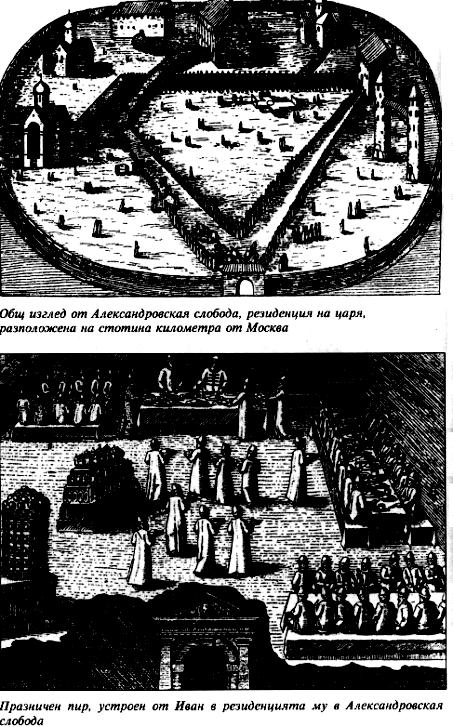 Общ изглед от Александровская слобода, резиденция на царя,
разположена на стотина километра от Москва
Празничен пир, устроен от Иван в резиденцията му в Александровская
слобода